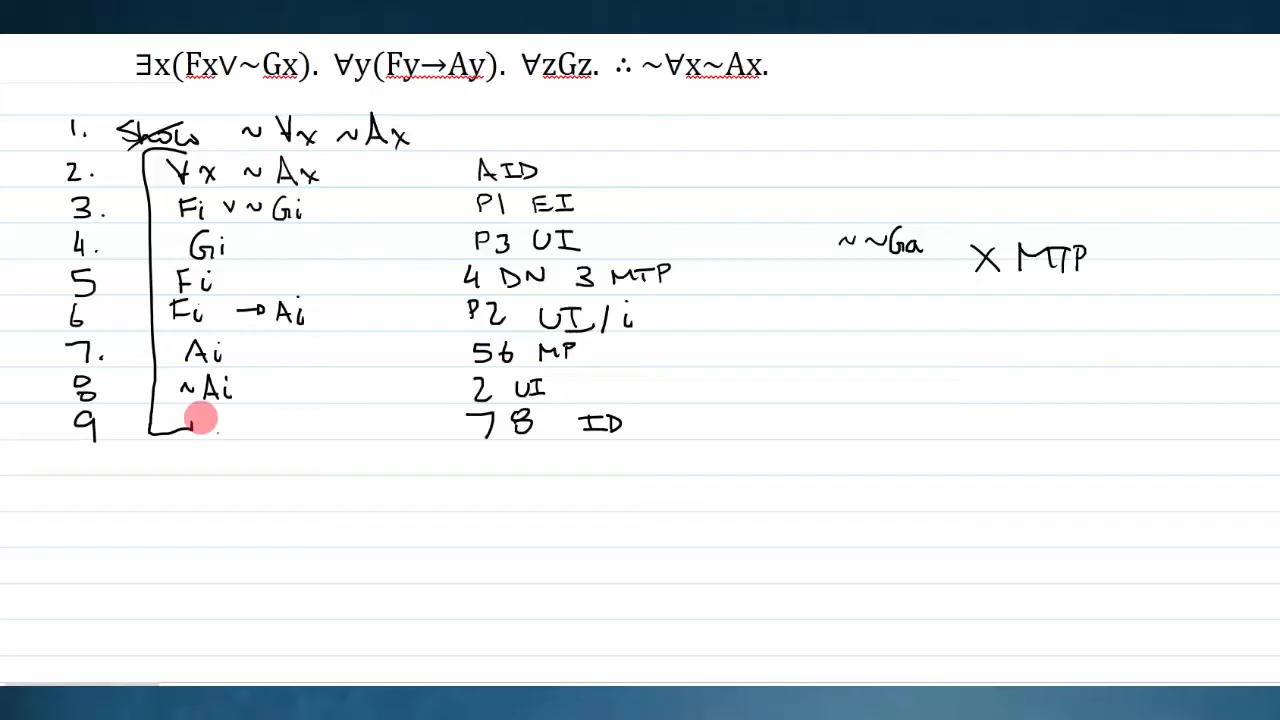 ∃x(Fx∨~Gx). ∀y(Fy→Ay). ∀zGz. ∴ ~∀x~Ax.
1. Show ~∀x ~Ax
2. ∀x ~Ax AID
3. Fi ∨ ~Gi P1 EI
4. Gi P3 UI ~~Ga X MTP
5 Fi 4 DN 3 MTP
6 Fi → Ai P2 UI/i
7. Ai 5 6 MP
8 ~Ai 2 UI
9 7 8 ID